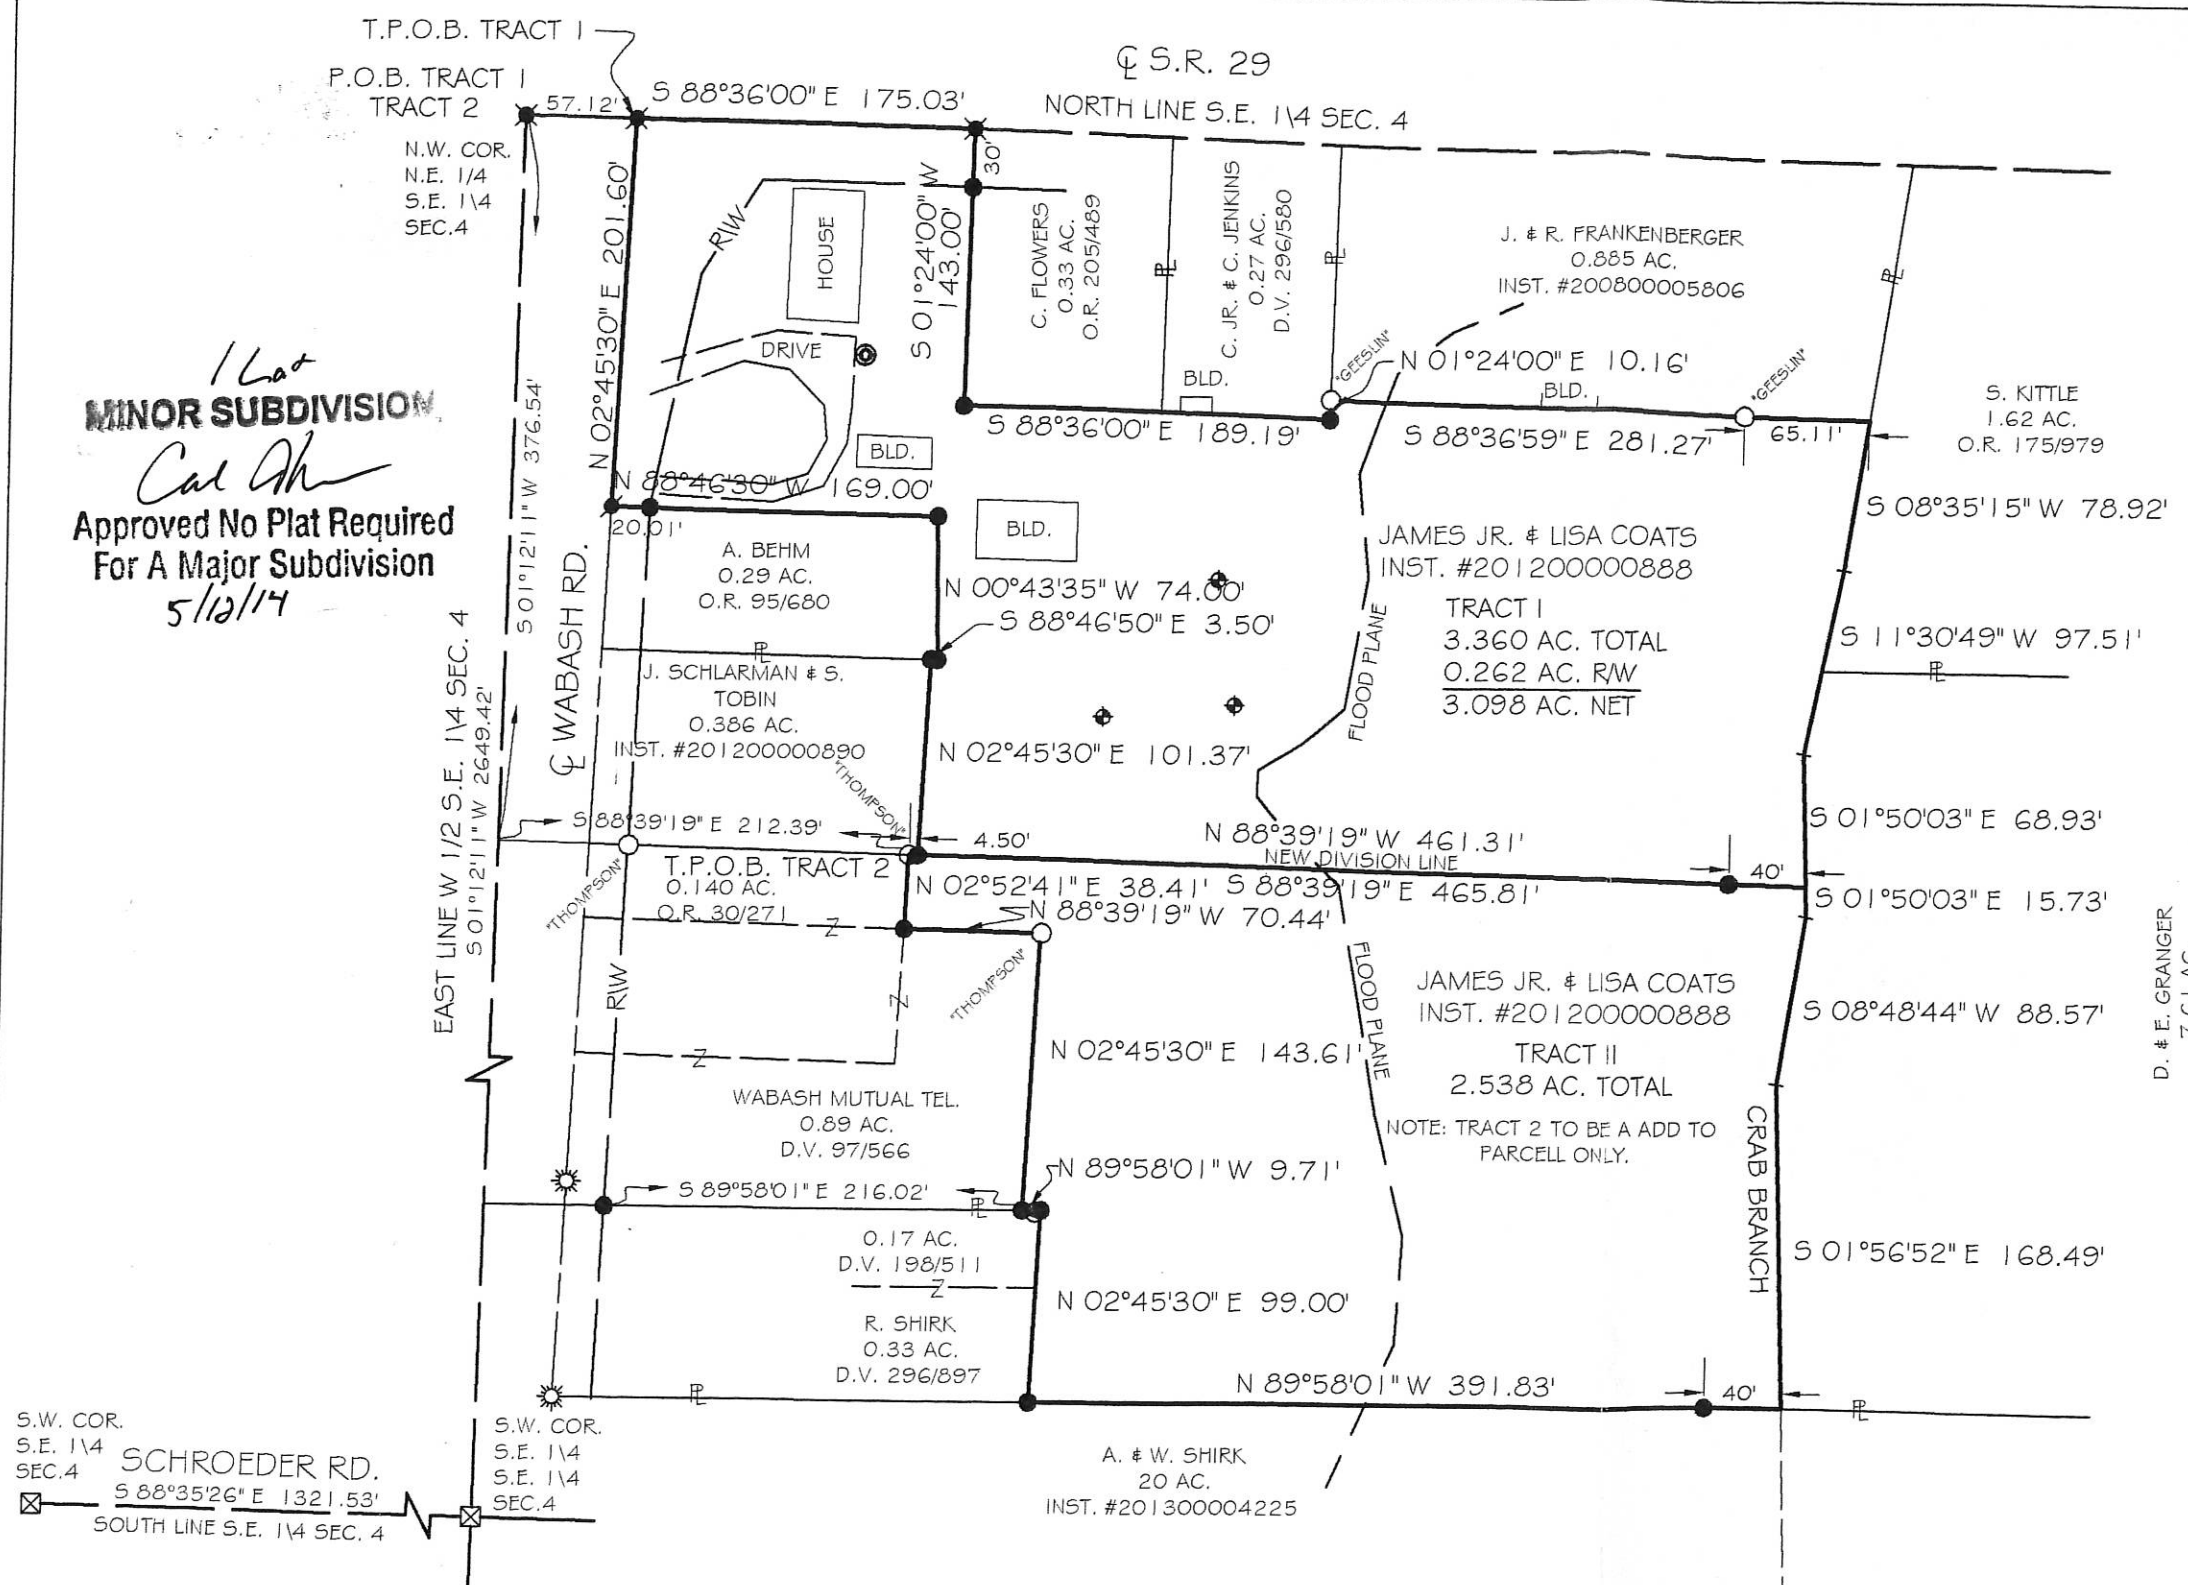 T.P.O.B. TRACT 1
P.O.B. TRACT 1
TRACT 2
57.12'
S 88°36'00" E 175.03'
℄ S.R. 29
NORTH LINE S.E. 1\4 SEC. 4
N.W. COR.
N.E. 1/4
S.E. 1\4
SEC.4
N 02°45'30" E 201.60'
R\W
HOUSE
DRIVE
BLD.
S 01°24'00" W
143.00'
30'
C. FLOWERS
0.33 AC.
O.R. 205/489
PL
C. JR. & C. JENKINS
0.27 AC.
D.V. 296/580
PL
J. & R. FRANKENBERGER
0.885 AC.
INST. #200800005806
PL
"GEESLIN"
N 01°24'00" E 10.16'
"GEESLIN"
BLD.
BLD.
S 88°36'00" E 189.19'
S 88°36'59" E 281.27'
65.11'
S. KITTLE
1.62 AC.
O.R. 175/979
1 Lot
MINOR SUBDIVISION
Approved No Plat Required
For A Major Subdivision
5/12/14
S 01°12'11" W 376.54'
N 88°46'30" W 169.00'
20.01'
BLD.
S 08°35'15" W 78.92'
℄ WABASH RD.
A. BEHM
0.29 AC.
O.R. 95/680
N 00°43'35" W 74.00'
S 88°46'50" E 3.50'
JAMES JR. & LISA COATS
INST. #201200000888
TRACT I
3.360 AC. TOTAL
0.262 AC. R/W
3.098 AC. NET
FLOOD PLANE
S 11°30'49" W 97.51'
PL
PL
J. SCHLARMAN & S.
TOBIN
0.386 AC.
INST. #201200000890
N 02°45'30" E 101.37'
EAST LINE W 1/2 S.E. 1\4 SEC. 4
S 01°12'11" W 2649.42'
"THOMPSON"
S 88°39'19" E 212.39'
4.50'
N 88°39'19" W 461.31'
NEW DIVISION LINE
S 01°50'03" E 68.93'
40'
"THOMPSON"
T.P.O.B. TRACT 2
0.140 AC.
O.R. 30/271
N 02°52'41" E 38.41'
S 88°39'19" E 465.81'
S 01°50'03" E 15.73'
Z
N 88°39'19" W 70.44'
"THOMPSON"
Z
Z
R\W
FLOOD PLANE
JAMES JR. & LISA COATS
INST. #201200000888
TRACT II
2.538 AC. TOTAL
NOTE: TRACT 2 TO BE A ADD TO
PARCELL ONLY.
S 08°48'44" W 88.57'
D. & E. GRANGER
N 02°45'30" E 143.61'
WABASH MUTUAL TEL.
0.89 AC.
D.V. 97/566
N 89°58'01" W 9.71'
S 89°58'01" E 216.02'
PL
CRAB BRANCH
S 01°56'52" E 168.49'
0.17 AC.
D.V. 198/511
Z
N 02°45'30" E 99.00'
R. SHIRK
0.33 AC.
D.V. 296/897
PL
N 89°58'01" W 391.83'
40'
PL
S.W. COR.
S.E. 1\4
SEC.4
SCHROEDER RD.
S 88°35'26" E 1321.53'
SOUTH LINE S.E. 1\4 SEC. 4
S.W. COR.
S.E. 1\4
S.E. 1\4
SEC.4
A. & W. SHIRK
20 AC.
INST. #201300004225